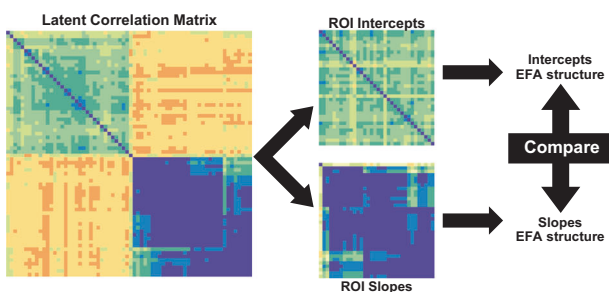 Latent Correlation Matrix
ROI Intercepts
Intercepts
EFA structure
Compare
Slopes
EFA structure
ROI Slopes